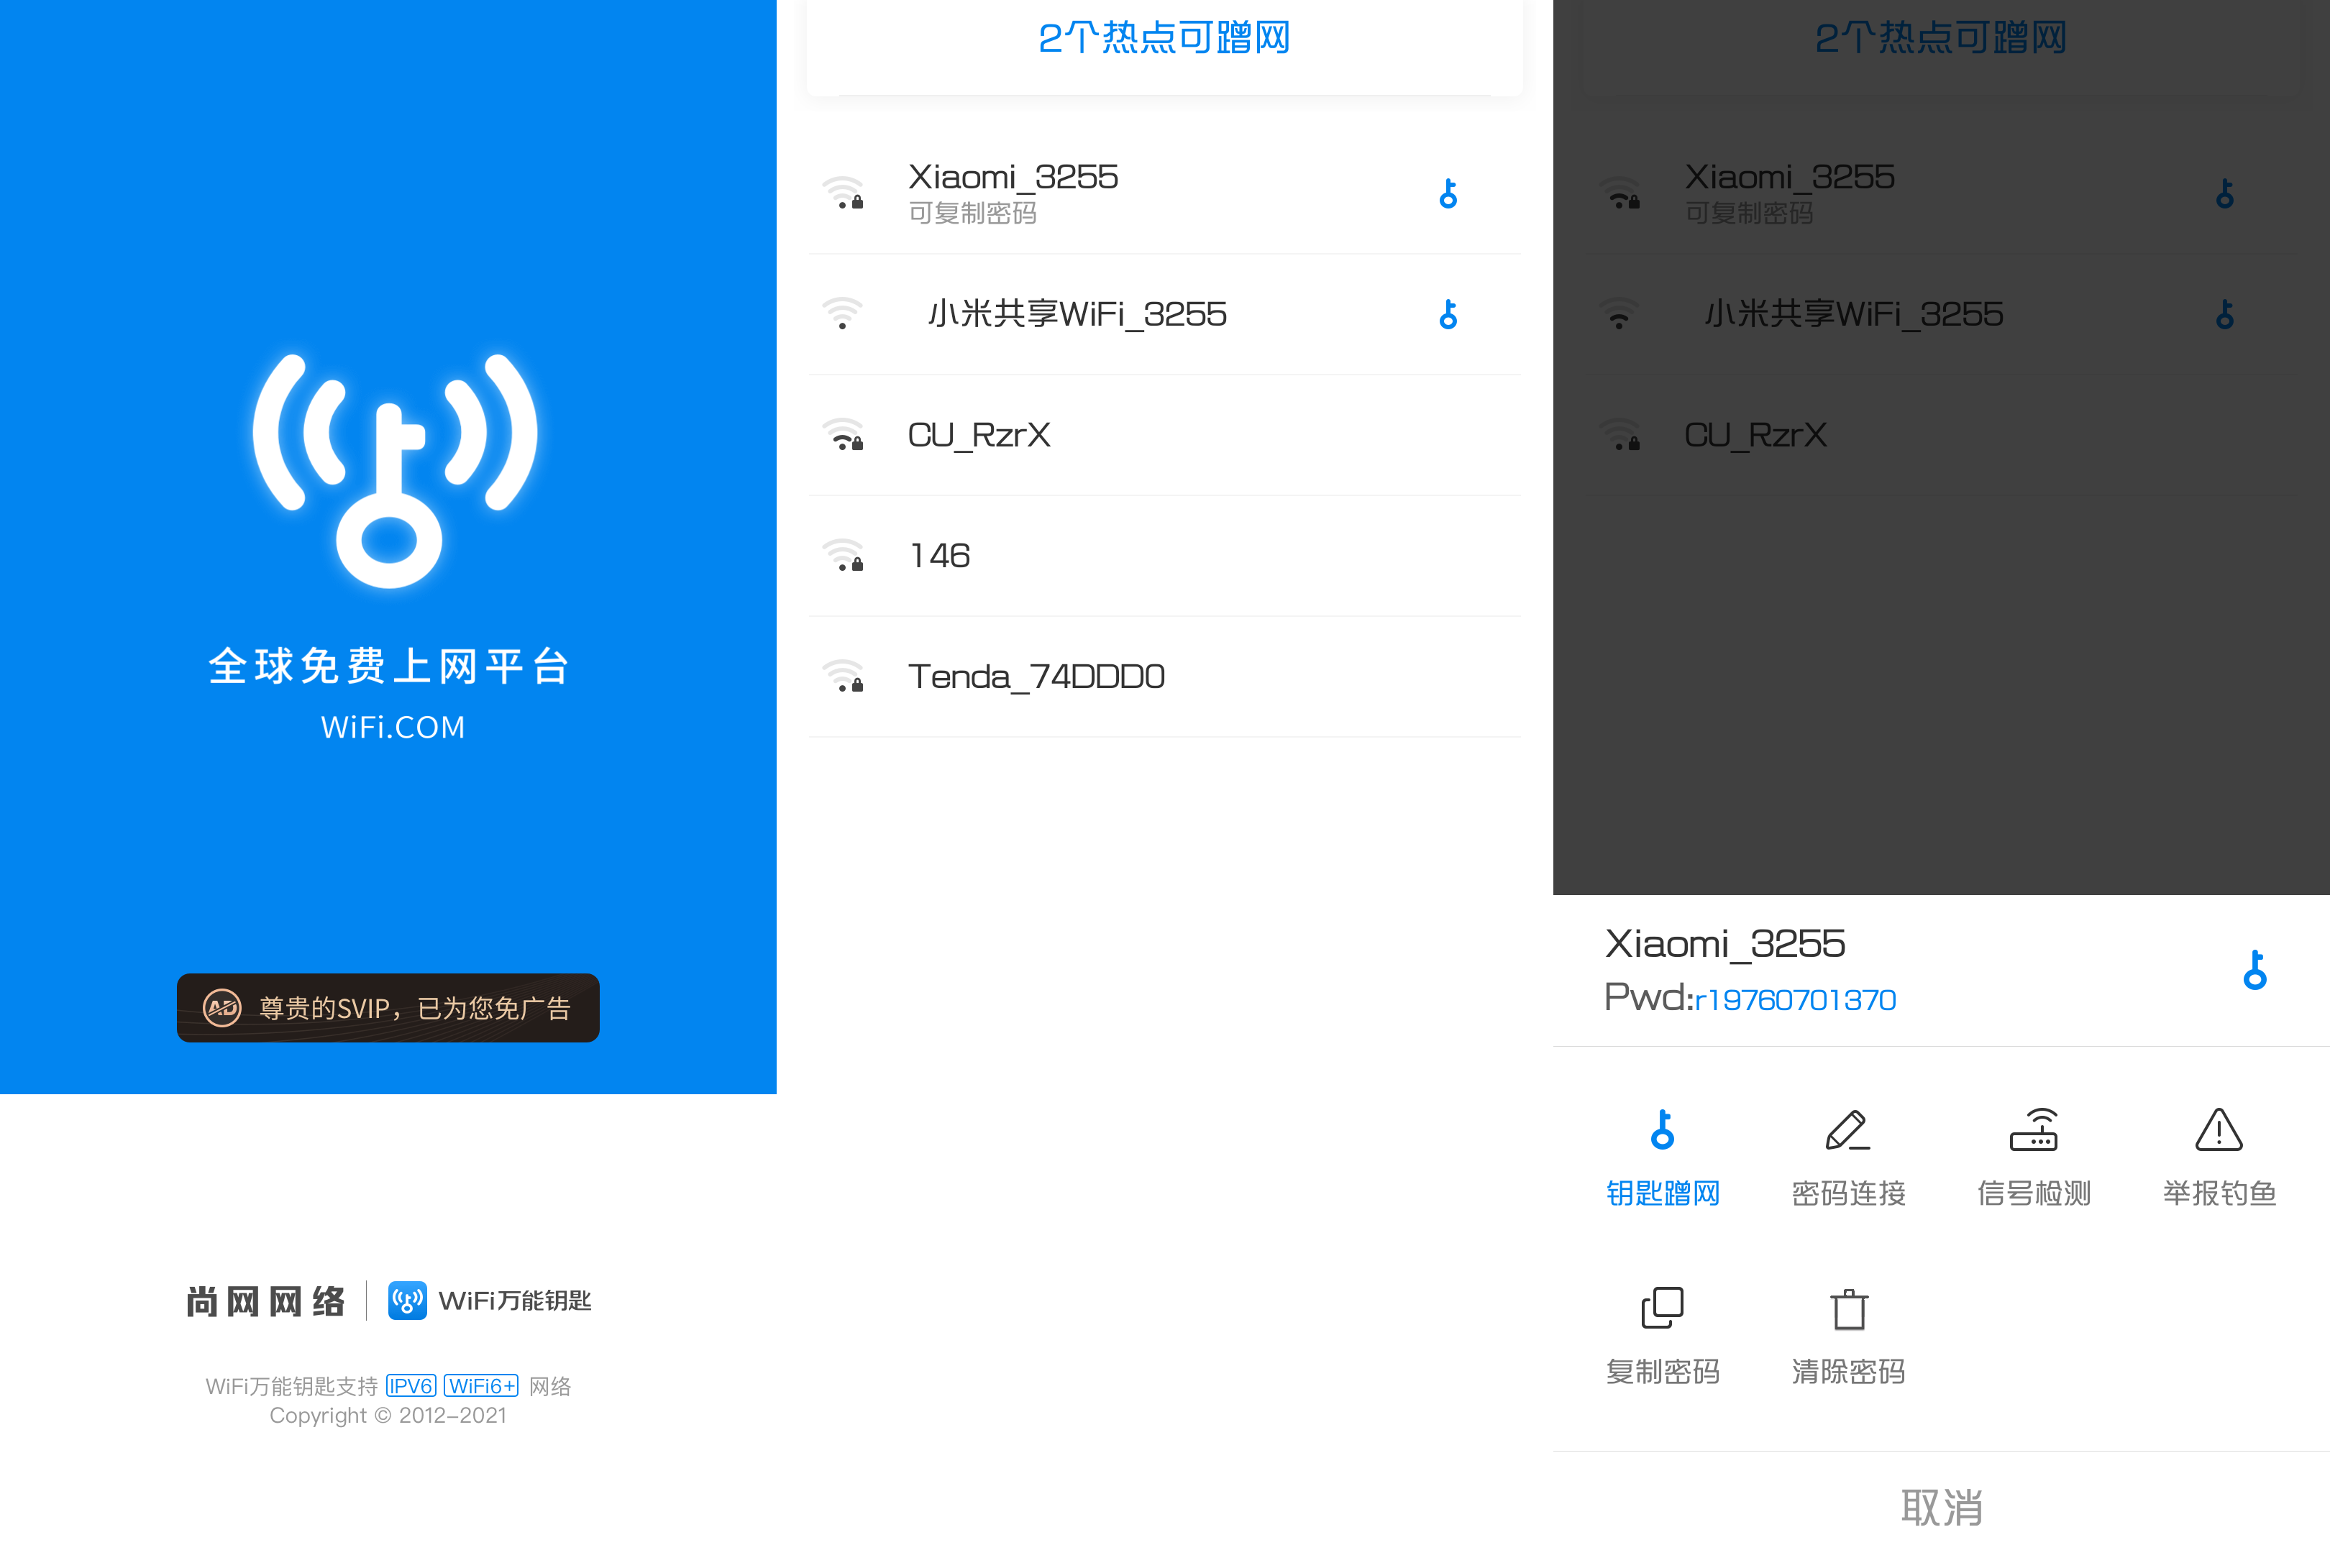 全球免费上网平台
WiFi.COM
AD 尊贵的SVIP，已为您免广告
尚网网络 WiFi万能钥匙
WiFi万能钥匙支持 IPV6 WiFi6+ 网络
Copyright © 2012-2021
2个热点可蹭网
Xiaomi_3255
可复制密码
小米共享WiFi_3255
CU_RzrX
146
Tenda_74DDD0
2个热点可蹭网
Xiaomi_3255
可复制密码
小米共享WiFi_3255
CU_RzrX
Xiaomi_3255
Pwd:r19760701370
钥匙蹭网 密码连接 信号检测 举报钓鱼
复制密码 清除密码
取消